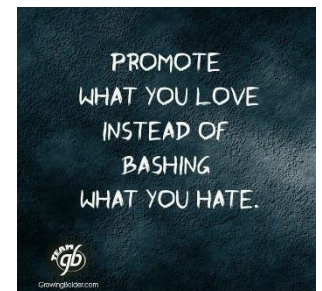 PROMOTE
WHAT YOU LOVE
INSTEAD OF
BASHING
WHAT YOU HATE.
TEAM
gb
GrowingBolder.com